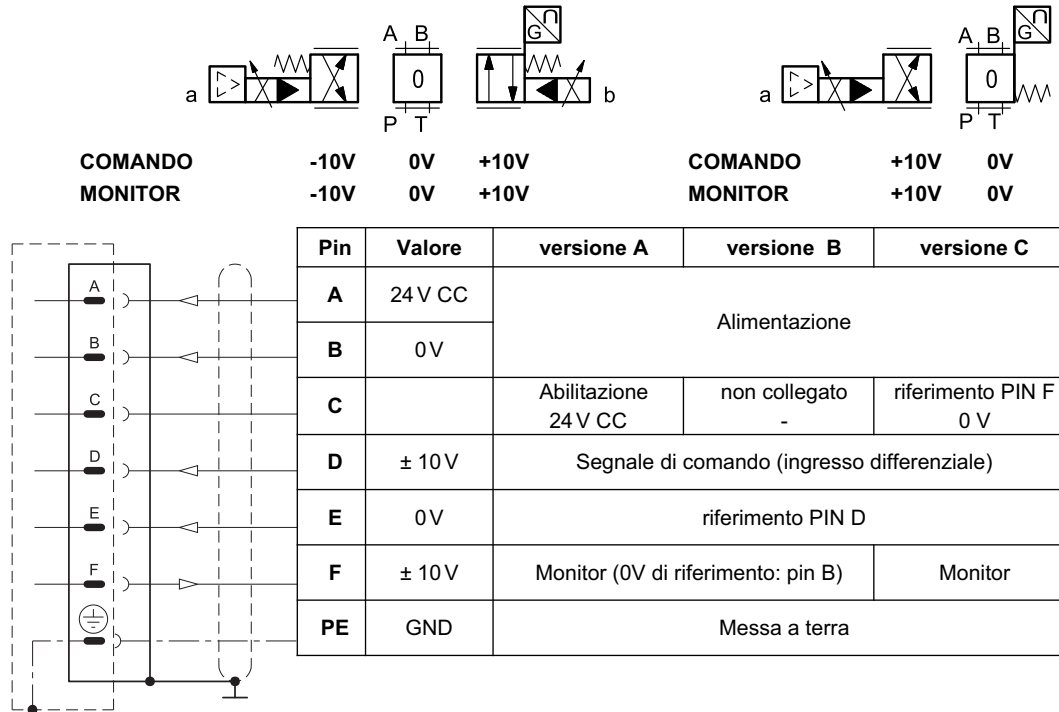 A B
G
a
0
b
P T
A B
G
a
0
P T
COMANDO -10V 0V +10V
MONITOR -10V 0V +10V
COMANDO +10V 0V
MONITOR +10V 0V
Pin Valore versione A versione B versione C
A 24 V CC Alimentazione
B 0 V
C Abilitazione 24 V CC non collegato - riferimento PIN F 0 V
D ± 10 V Segnale di comando (ingresso differenziale)
E 0 V riferimento PIN D
F ± 10 V Monitor (0V di riferimento: pin B) Monitor
PE GND Messa a terra
A
B
C
D
E
F